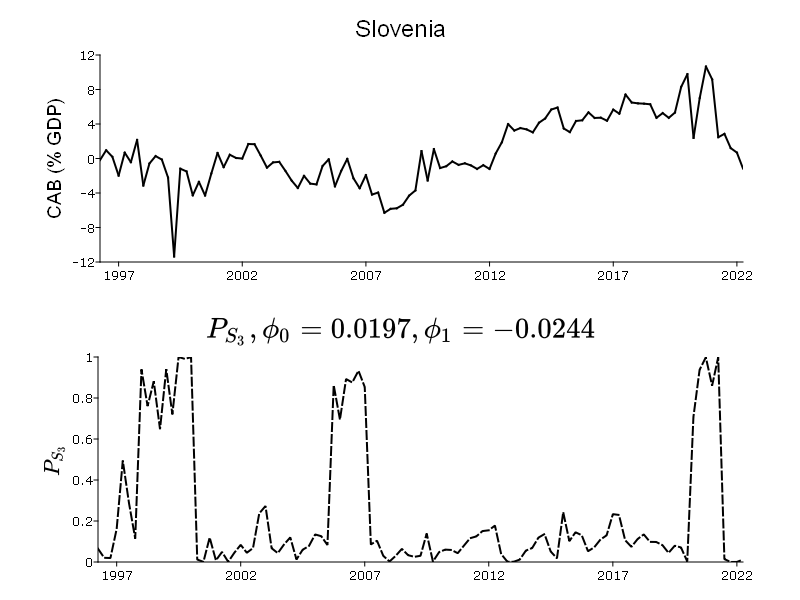 Slovenia
CAB (% GDP)
12
8
4
0
−4
−8
−12
1997 2002 2007 2012 2017 2022
P_{S_3}, ϕ_0 = 0.0197, ϕ_1 = −0.0244
P_{S_3}
1
0.8
0.6
0.4
0.2
0
1997 2002 2007 2012 2017 2022